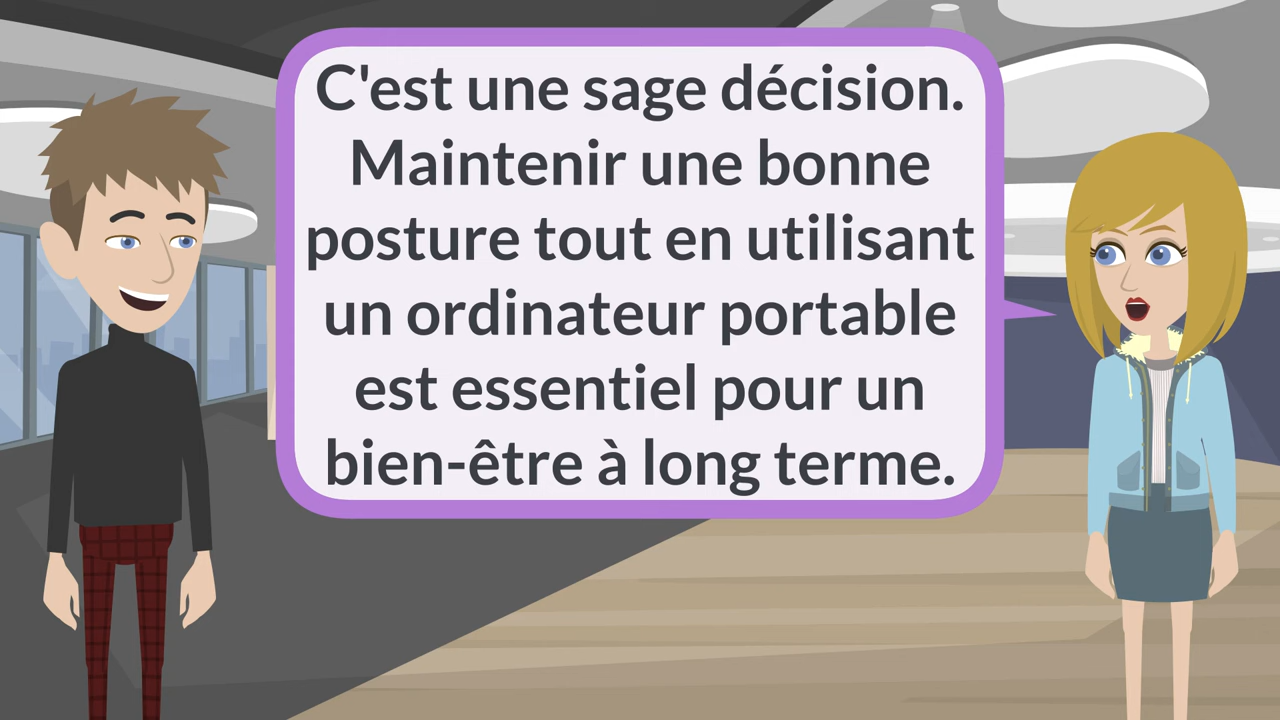 C'est une sage décision.
Maintenir une bonne
posture tout en utilisant
un ordinateur portable
est essentiel pour un
bien-être à long terme.